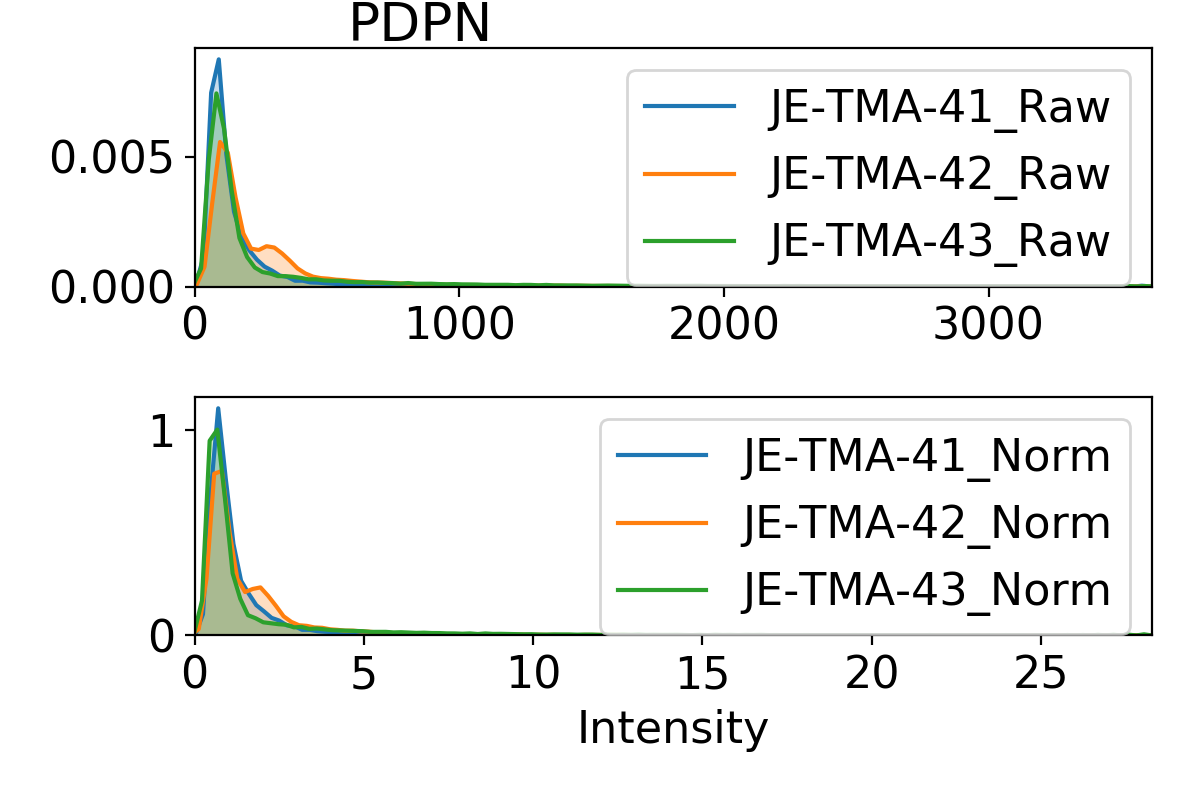 PDPN
0.005
0.000
JE-TMA-41_Raw
JE-TMA-42_Raw
JE-TMA-43_Raw
0 1000 2000 3000
1
0
JE-TMA-41_Norm
JE-TMA-42_Norm
JE-TMA-43_Norm
0 5 10 15 20 25
Intensity